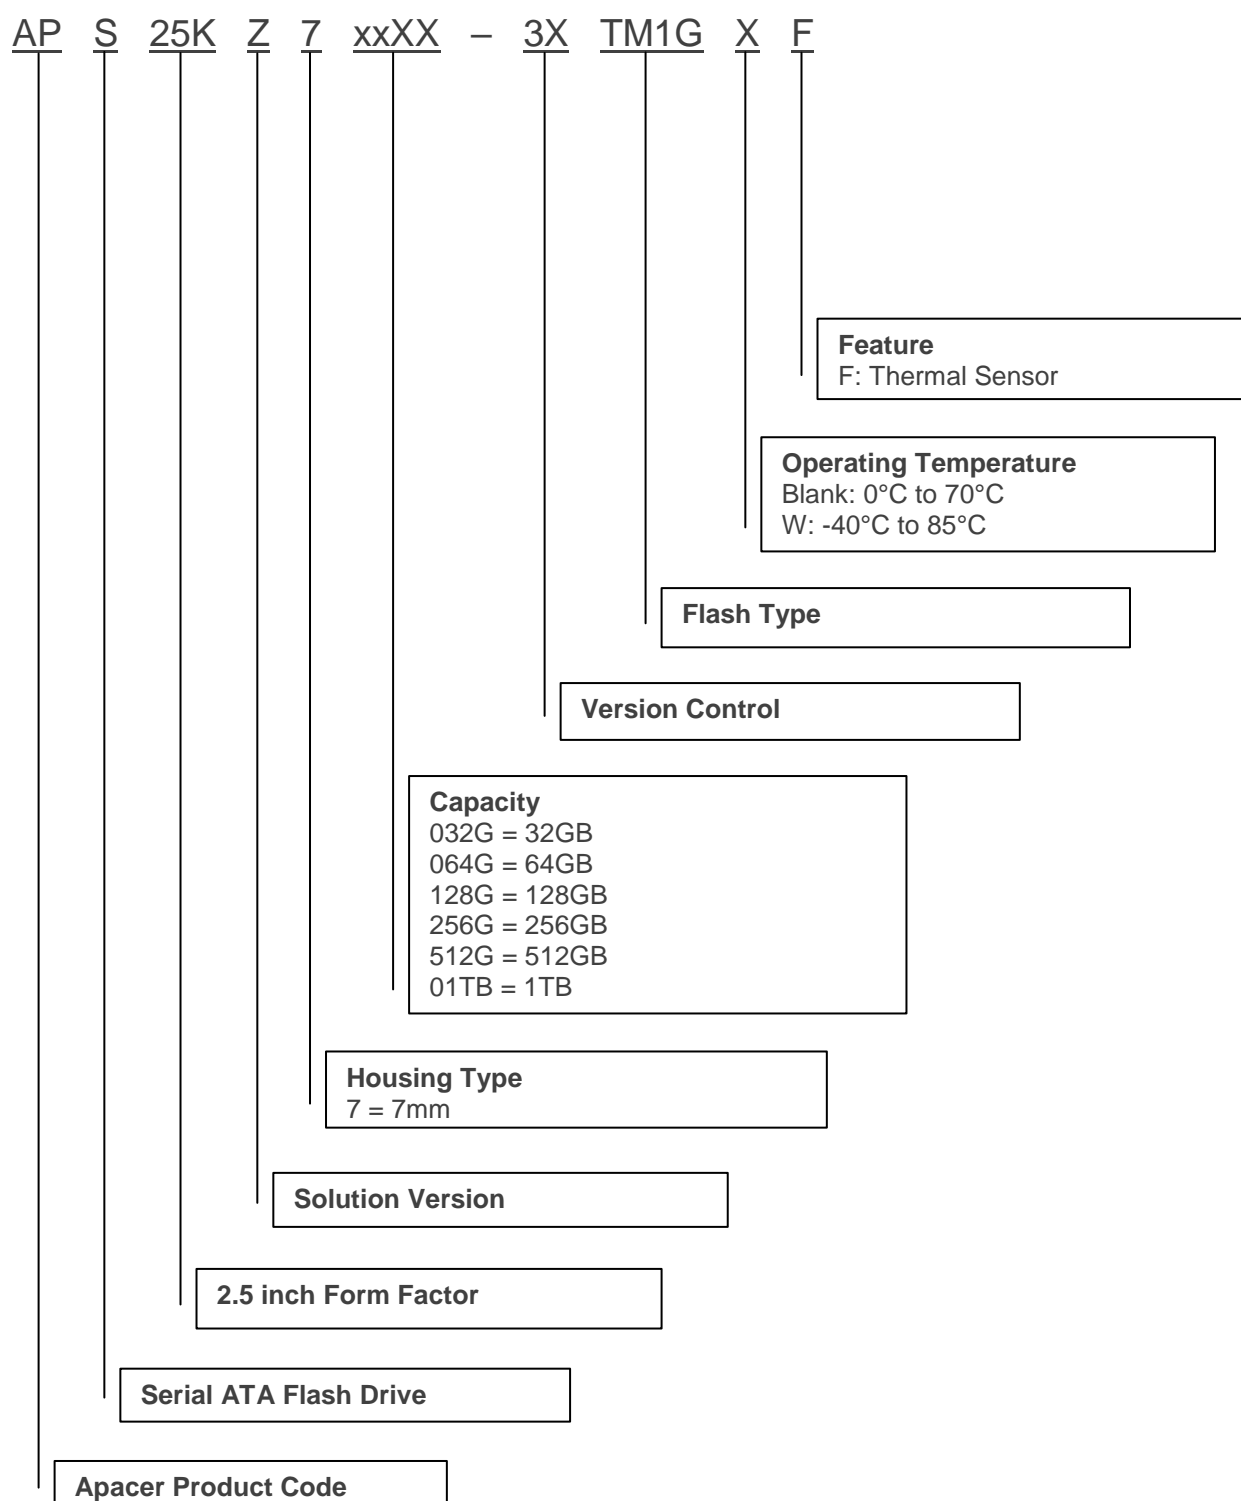 AP S 25K Z 7 xxXX – 3X TM1G X F
Feature
F: Thermal Sensor
Operating Temperature
Blank: 0°C to 70°C
W: -40°C to 85°C
Flash Type
Version Control
Capacity
032G = 32GB
064G = 64GB
128G = 128GB
256G = 256GB
512G = 512GB
01TB = 1TB
Housing Type
7 = 7mm
Solution Version
2.5 inch Form Factor
Serial ATA Flash Drive
Apacer Product Code